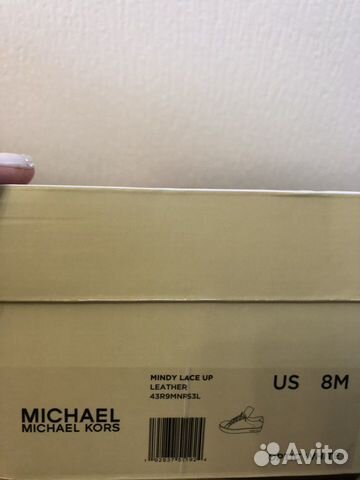 MINDY LACE UP
LEATHER
43R9MNFS3L
US 8M
MICHAEL
MICHAEL KORS
Avito